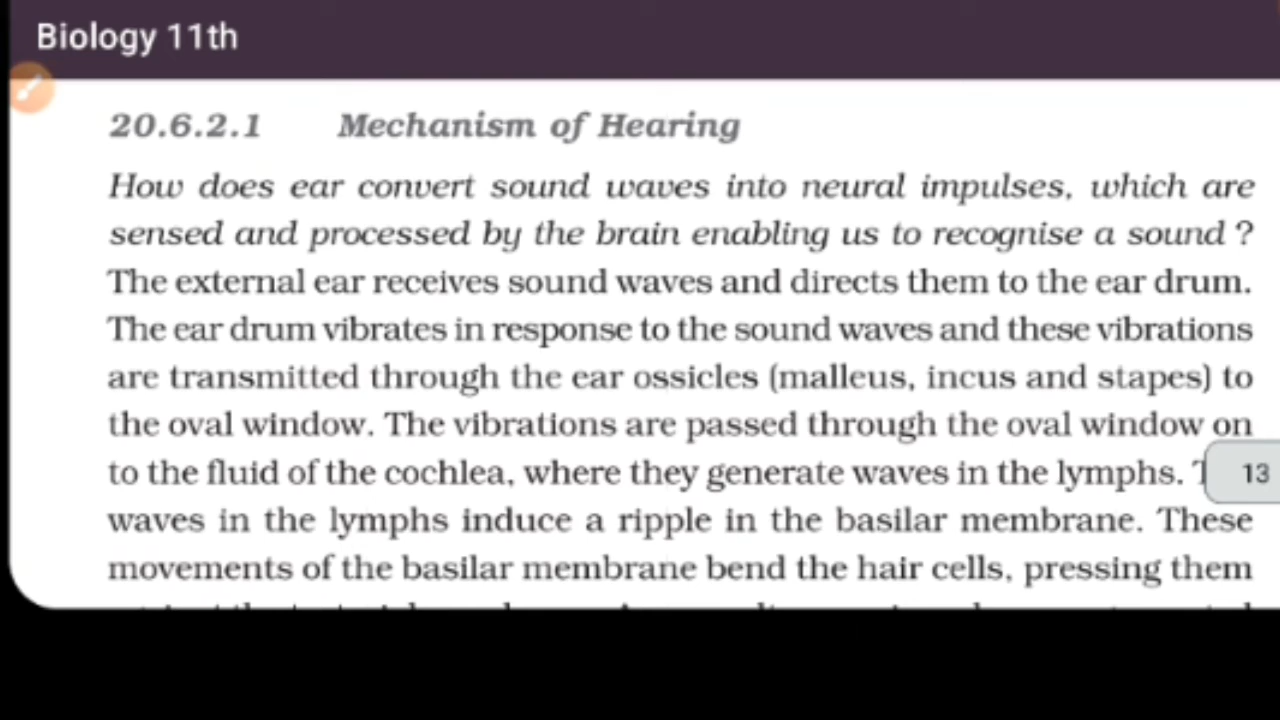 Biology 11th
20.6.2.1 Mechanism of Hearing
How does ear convert sound waves into neural impulses, which are
sensed and processed by the brain enabling us to recognise a sound ?
The external ear receives sound waves and directs them to the ear drum.
The ear drum vibrates in response to the sound waves and these vibrations
are transmitted through the ear ossicles (malleus, incus and stapes) to
the oval window. The vibrations are passed through the oval window on
to the fluid of the cochlea, where they generate waves in the lymphs.
13
waves in the lymphs induce a ripple in the basilar membrane. These
movements of the basilar membrane bend the hair cells, pressing them